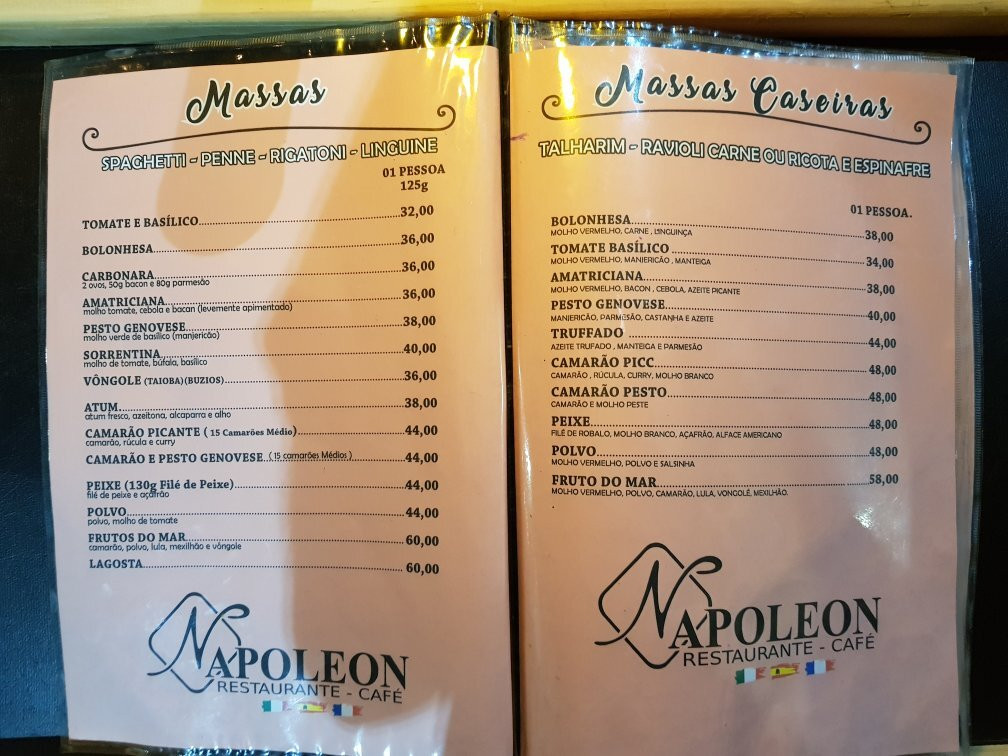 Massas
SPAGHETTI - PENNE - RIGATONI - LINGUINE
01 PESSOA
125g
TOMATE E BASÍLICO 32,00
BOLONHESA 36,00
CARBONARA 36,00
2 ovos, 50g bacon e 80g parmesão
AMATRICIANA 36,00
molho tomate, cebola e bacan (levemente apimentado)
PESTO GENOVESE 38,00
molho verde de basílico (manjericão)
SORRENTINA 40,00
molho de tomate, búfala, basílico
VÔNGOLE (TAIOBA)(BUZIOS) 36,00
ATUM 38,00
atum fresco, azeitona, alcaparra e alho
CAMARÃO PICANTE ( 15 Camarões Médio) 44,00
camarão, rúcula e curry
CAMARÃO E PESTO GENOVESE ( 15 camarões Médios ) 44,00
PEIXE (130g Filé de Peixe) 44,00
filé de peixe e açafrão
POLVO 44,00
polvo, molho de tomate
FRUTOS DO MAR 60,00
camarão, polvo, lula, mexilhão e vôngole
LAGOSTA 60,00
NAPOLEON
RESTAURANTE - CAFÉ
Massas Caseiras
TALHARIM - RAVIOLI CARNE OU RICOTA E ESPINAFRE
01 PESSOA.
BOLONHESA 38,00
MOLHO VERMELHO, CARNE , LINGUINÇA
TOMATE BASÍLICO 34,00
MOLHO VERMELHO, MANJERICÃO , MANTEIGA
AMATRICIANA 38,00
MOLHO VERMELHO, BACON , CEBOLA, AZEITE PICANTE
PESTO GENOVESE 40,00
MANJERICÃO, PARMESÃO, CASTANHA E AZEITE
TRUFFADO 44,00
AZEITE TRUFADO , MANTEIGA E PARMESÃO
CAMARÃO PICC 48,00
CAMARÃO , RÚCULA, CURRY, MOLHO BRANCO
CAMARÃO PESTO 48,00
CAMARÃO E MOLHO PESTE
PEIXE 48,00
FILÉ DE ROBALO, MOLHO BRANCO, AÇAFRÃO, ALFACE AMERICANO
POLVO 48,00
MOLHO VERMELHO, POLVO E SALSINHA
FRUTO DO MAR 58,00
MOLHO VERMELHO, POLVO, CAMARÃO, LULA, VONGOLÉ, MEXILHÃO.
NAPOLEON
RESTAURANTE - CAFÉ